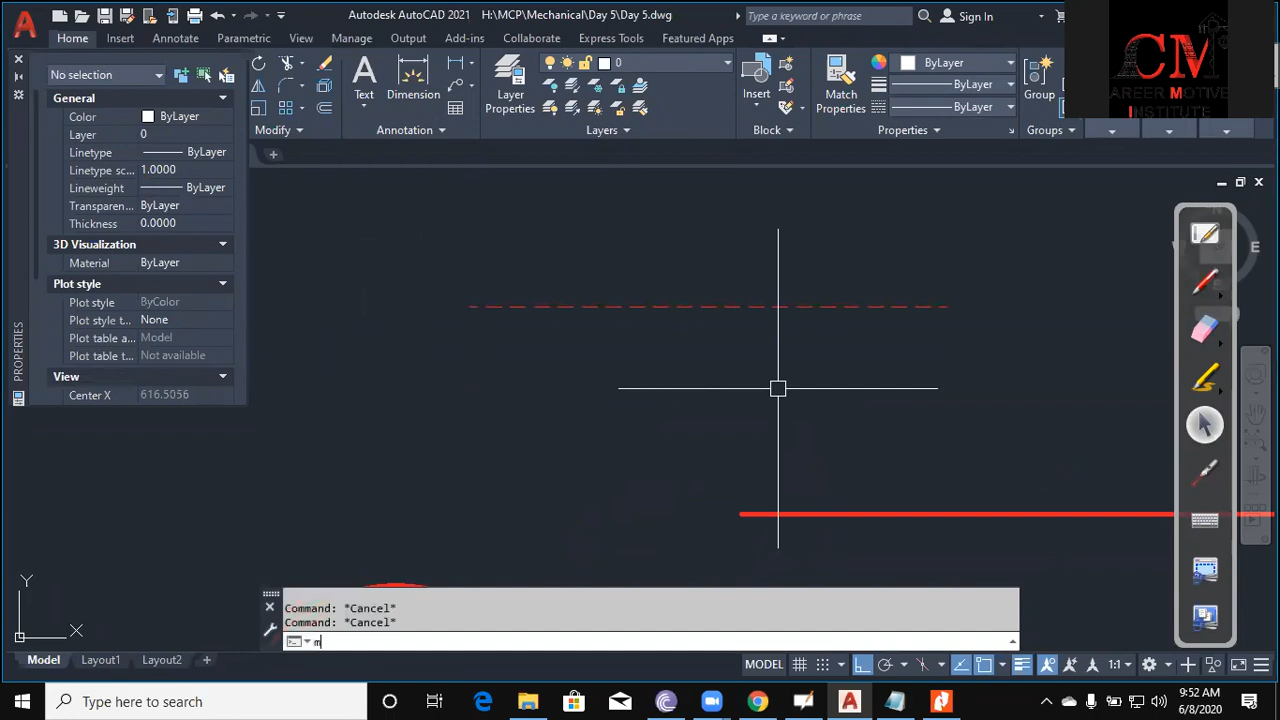 Autodesk AutoCAD 2021 H:\MCP\Mechanical\Day 5\Day 5.dwg
Type a keyword or phrase
Sign In
Home Insert Annotate Parametric View Manage Output Add-ins Collaborate Express Tools Featured Apps
ACM
AREER MOTIVE
INSTITUTE
No selection
General
Color ByLayer
Layer 0
Linetype ByLayer
Linetype sc... 1.0000
Lineweight ByLayer
Transparen... ByLayer
Thickness 0.0000
3D Visualization
Material ByLayer
Plot style
Plot style ByColor
Plot style t... None
Plot table a... Model
Plot table t... Not available
View
Center X 616.5056
PROPERTIES
Text
Dimension
Layer
Properties
0
Insert
Match
Properties
ByLayer
ByLayer
ByLayer
Group
Modify
Annotation
Layers
Block
Properties
Groups
W
E
Y
X
Command: *Cancel*
Command: *Cancel*
m
Model Layout1 Layout2
MODEL
1:1
Type here to search
9:52 AM
6/8/2020